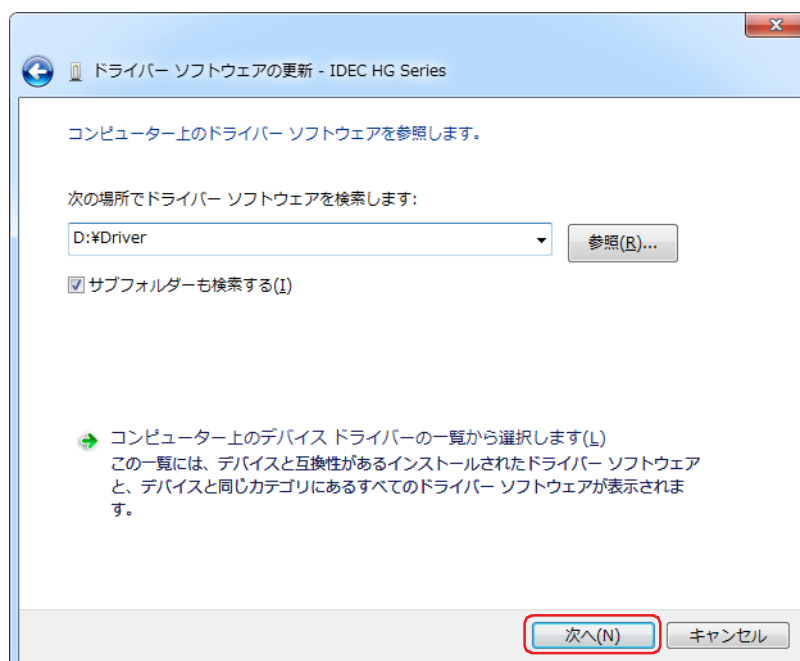 ドライバー ソフトウェアの更新 - IDEC HG Series
コンピューター上のドライバー ソフトウェアを参照します。
次の場所でドライバー ソフトウェアを検索します:
D:¥Driver
参照(R)...
サブフォルダーも検索する(I)
コンピューター上のデバイス ドライバーの一覧から選択します(L)
この一覧には、デバイスと互換性があるインストールされたドライバー ソフトウェア
と、デバイスと同じカテゴリにあるすべてのドライバー ソフトウェアが表示されま
す。
次へ(N)
キャンセル